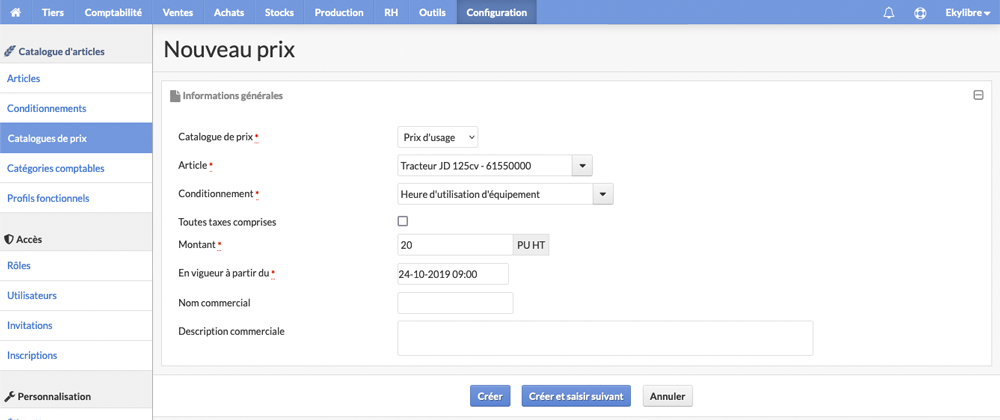 Tiers Comptabilité Ventes Achats Stocks Production RH Outils Configuration Ekylibre
Catalogue d'articles
Articles
Conditionnements
Catalogues de prix
Catégories comptables
Profils fonctionnels
Accès
Rôles
Utilisateurs
Invitations
Inscriptions
Personnalisation
Nouveau prix
Informations générales
Catalogue de prix * Prix d'usage
Article * Tracteur JD 125cv - 61550000
Conditionnement * Heure d'utilisation d'équipement
Toutes taxes comprises
Montant * 20 PU HT
En vigueur à partir du * 24-10-2019 09:00
Nom commercial
Description commerciale
Créer Créer et saisir suivant Annuler